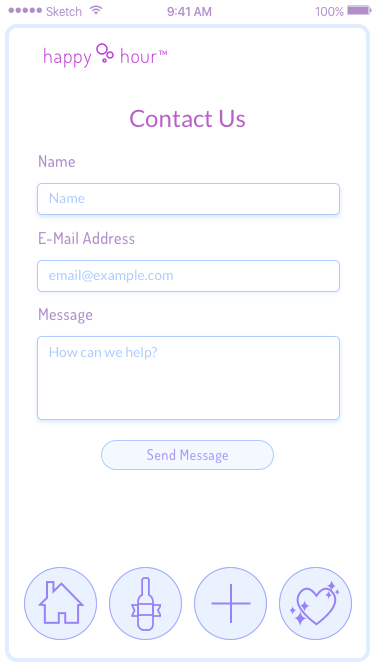 Sketch 9:41 AM 100%
happy hour™
Contact Us
Name
Name
E-Mail Address
email@example.com
Message
How can we help?
Send Message